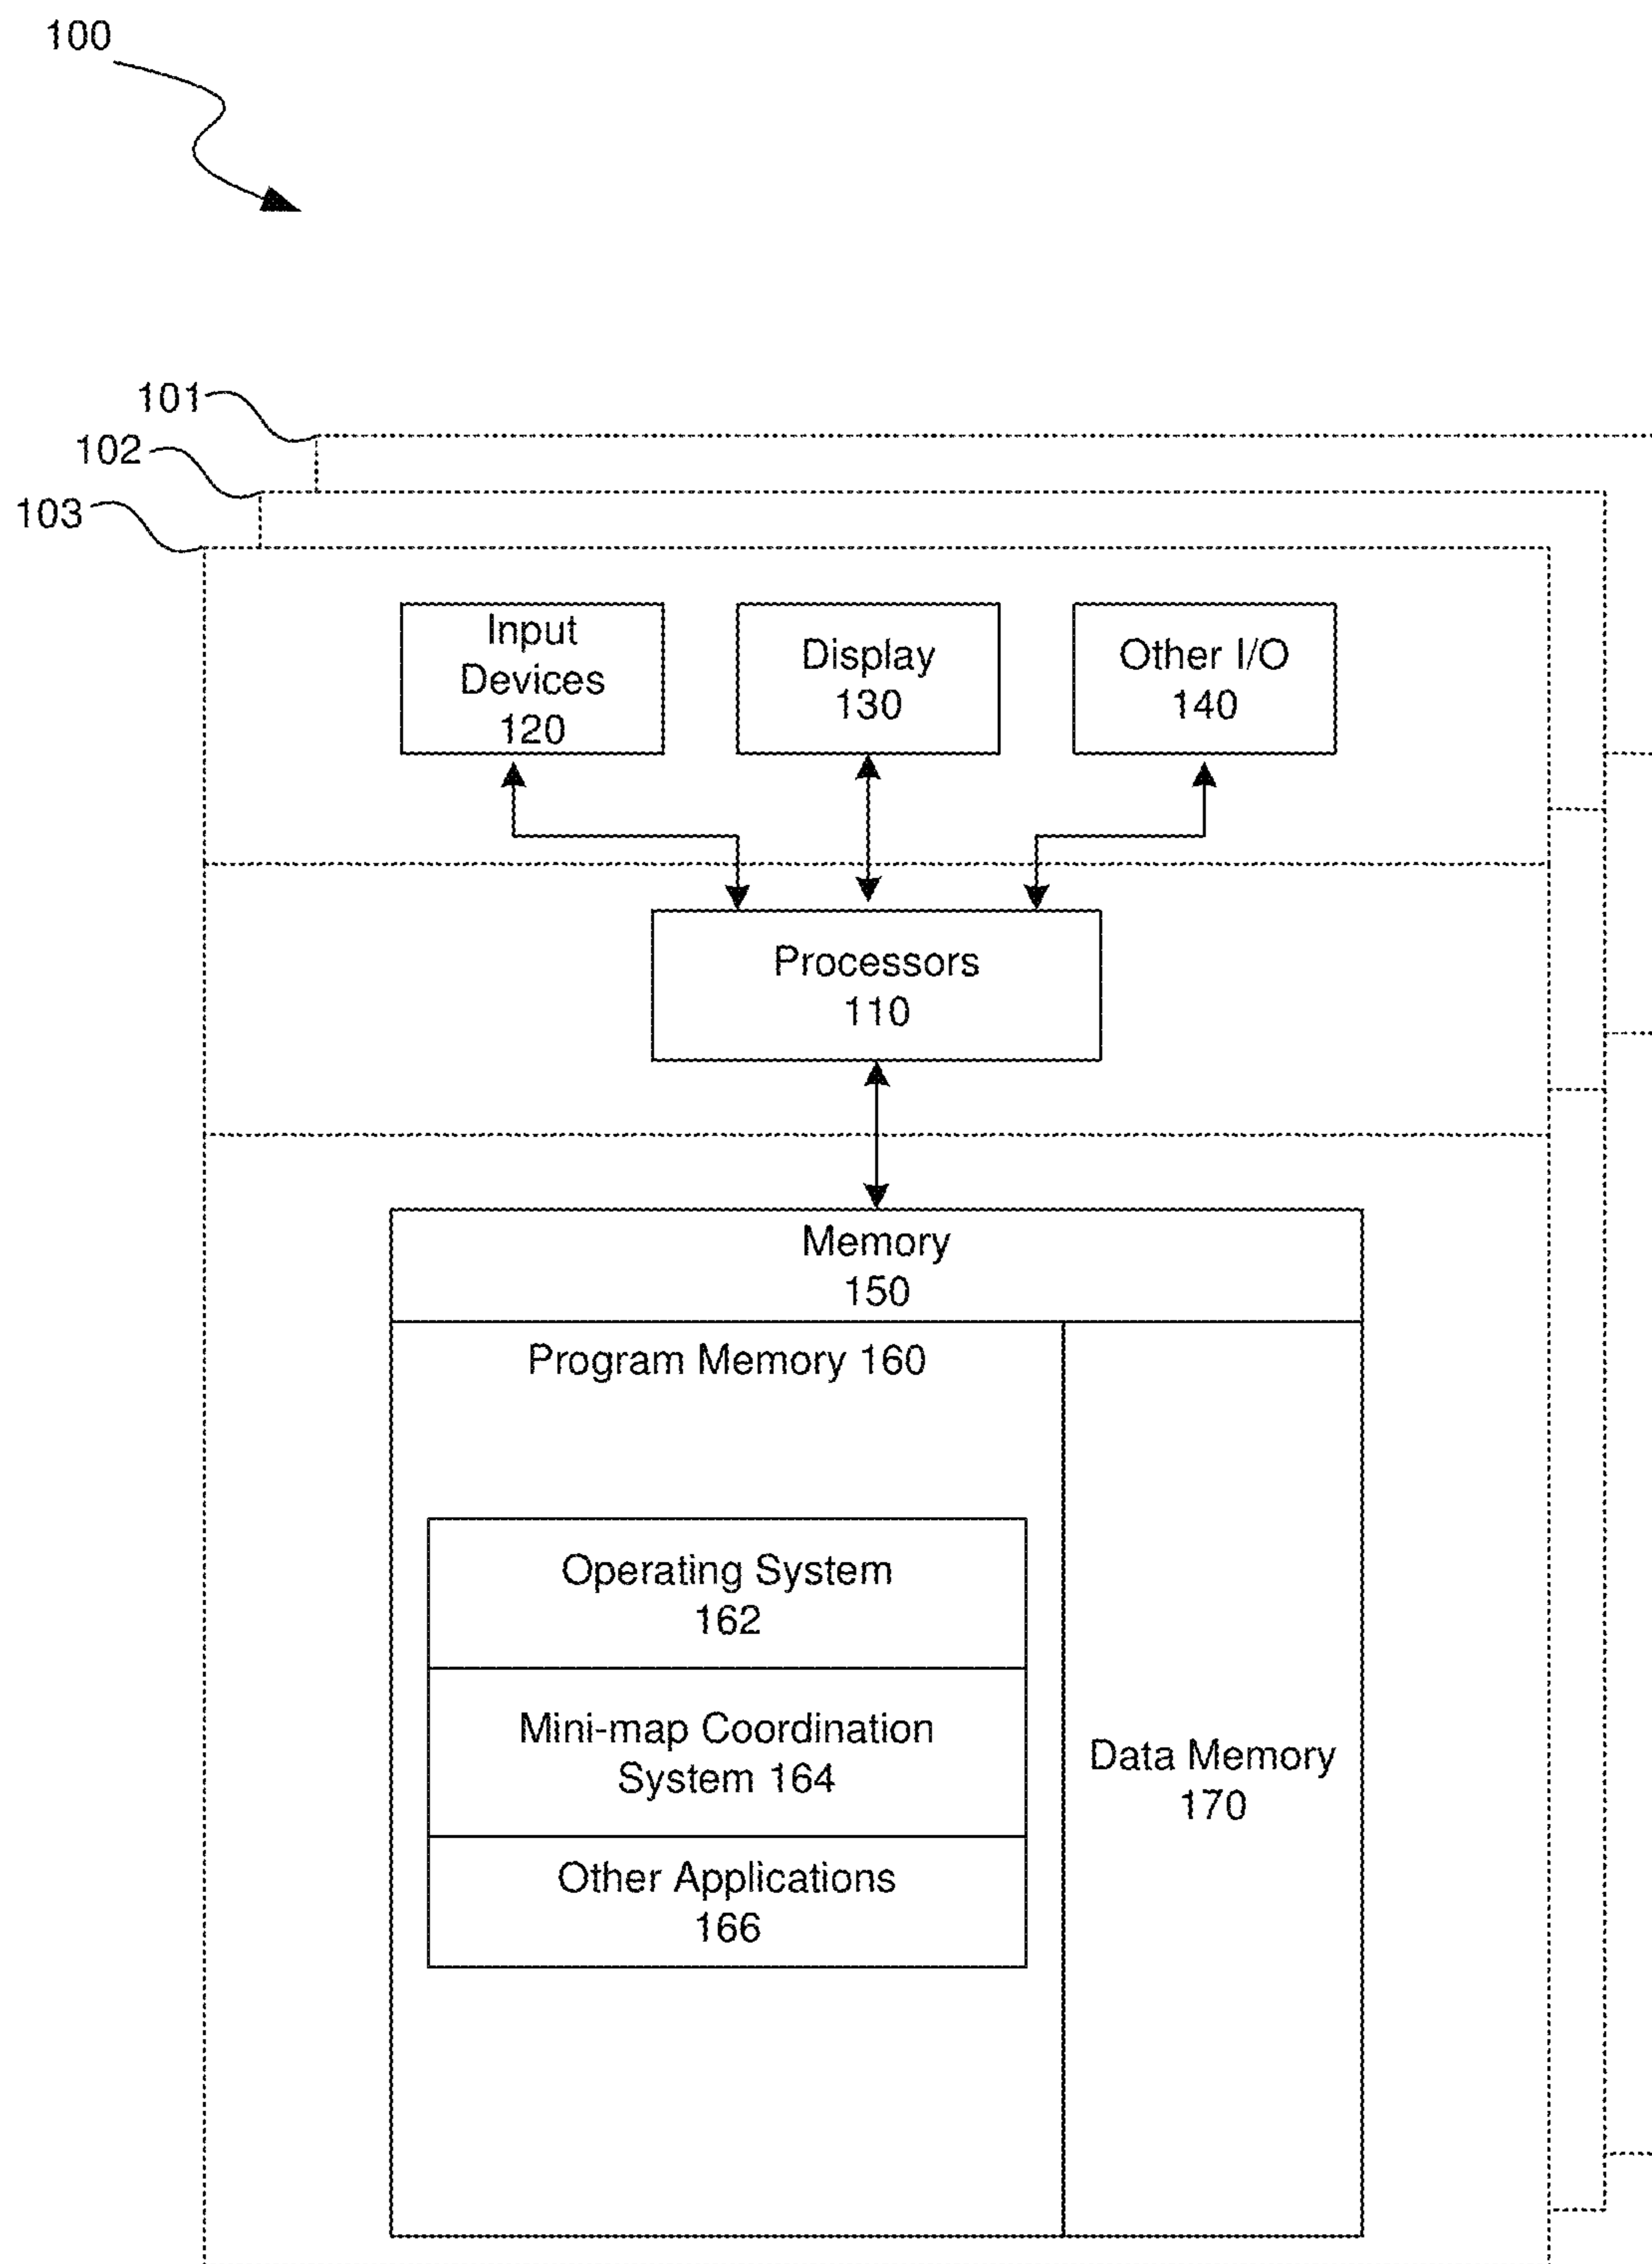 100
101
102
103
Input
Devices
120
Display
130
Other I/O
140
Processors
110
Memory
150
Program Memory 160
Operating System
162
Mini-map Coordination
System 164
Other Applications
166
Data Memory
170